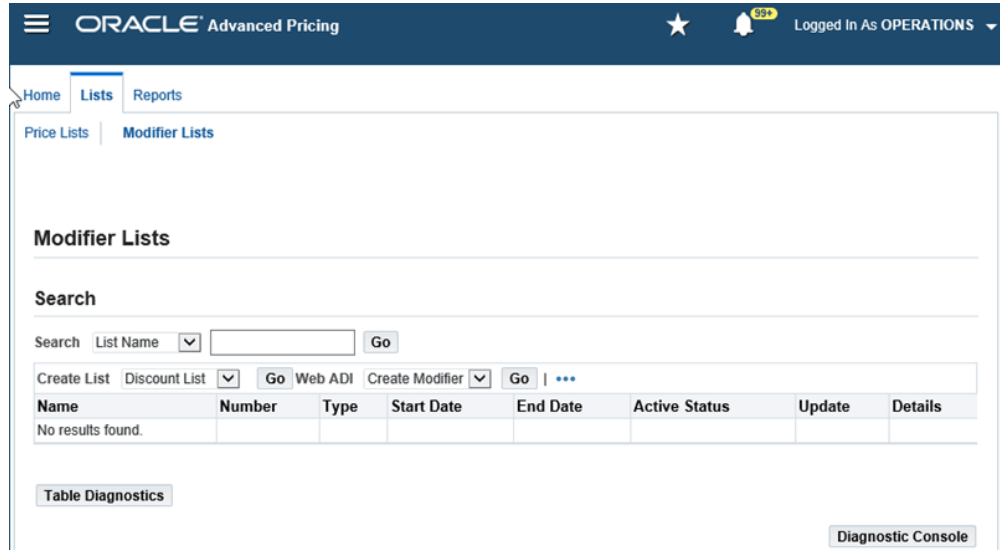 ORACLE Advanced Pricing 99+ Logged In As OPERATIONS
Home Lists Reports
Price Lists Modifier Lists
Modifier Lists
Search
Search List Name Go
Create List Discount List Go Web ADI Create Modifier Go | •••
Name Number Type Start Date End Date Active Status Update Details
No results found.
Table Diagnostics
Diagnostic Console